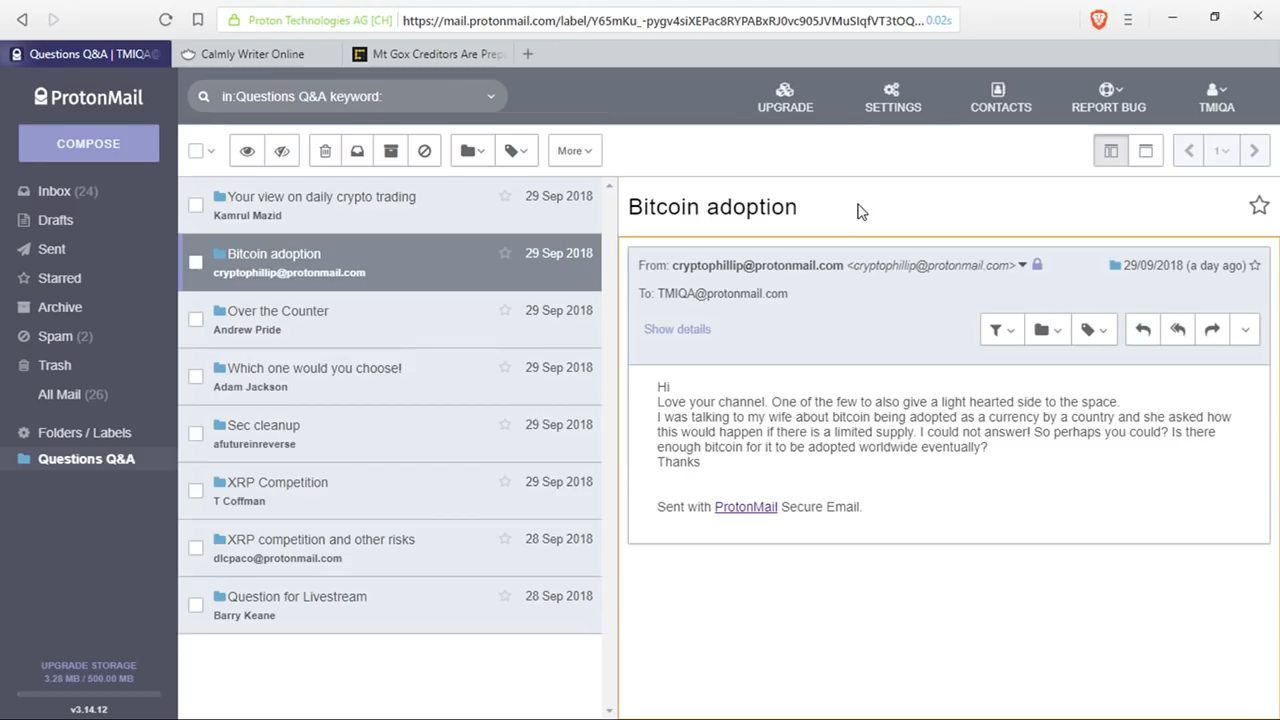 Proton Technologies AG [CH]
https://mail.protonmail.com/label/Y65mKu_-pygv4siXEPac8RYPABxRJ0vc905JVMuSIqfVT3tOQ...
0.02s
Questions Q&A | TMIQA@
Calmly Writer Online
Mt Gox Creditors Are Prep
ProtonMail
in:Questions Q&A keyword:
UPGRADE
SETTINGS
CONTACTS
REPORT BUG
TMIQA
COMPOSE
More
1
Inbox (24)
Drafts
Sent
Starred
Archive
Spam (2)
Trash
All Mail (26)
Folders / Labels
Questions Q&A
UPGRADE STORAGE
3.28 MB / 500.00 MB
v3.14.12
Your view on daily crypto trading 29 Sep 2018
Kamrul Mazid
Bitcoin adoption 29 Sep 2018
cryptophillip@protonmail.com
Over the Counter 29 Sep 2018
Andrew Pride
Which one would you choose! 29 Sep 2018
Adam Jackson
Sec cleanup 29 Sep 2018
afutureinreverse
XRP Competition 29 Sep 2018
T Coffman
XRP competition and other risks 28 Sep 2018
dlcpaco@protonmail.com
Question for Livestream 28 Sep 2018
Barry Keane
Bitcoin adoption
From: cryptophillip@protonmail.com <cryptophillip@protonmail.com> 29/09/2018 (a day ago)
To: TMIQA@protonmail.com
Show details
Hi
Love your channel. One of the few to also give a light hearted side to the space.
I was talking to my wife about bitcoin being adopted as a currency by a country and she asked how
this would happen if there is a limited supply. I could not answer! So perhaps you could? Is there
enough bitcoin for it to be adopted worldwide eventually?
Thanks
Sent with ProtonMail Secure Email.